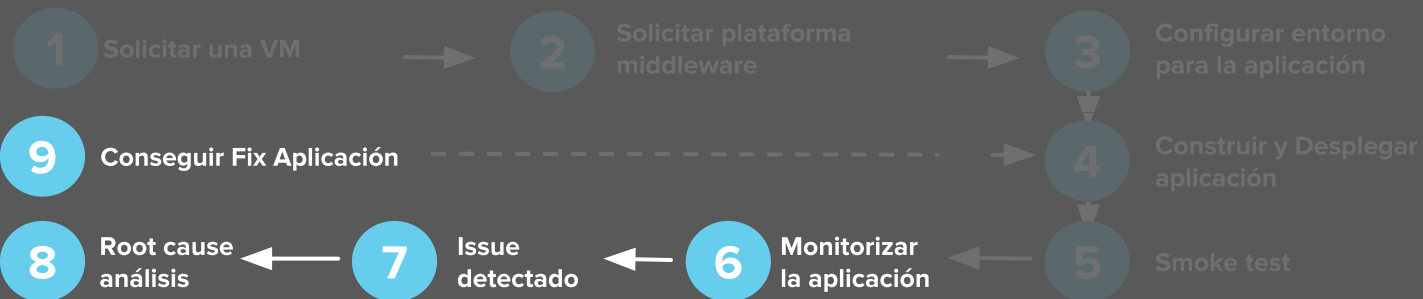 1 Solicitar una VM
2 Solicitar plataforma
middleware
3 Configurar entorno
para la aplicación
9 Conseguir Fix Aplicación
4 Construir y Desplegar
aplicación
8 Root cause
análisis
7 Issue
detectado
6 Monitorizar
la aplicación
5 Smoke test